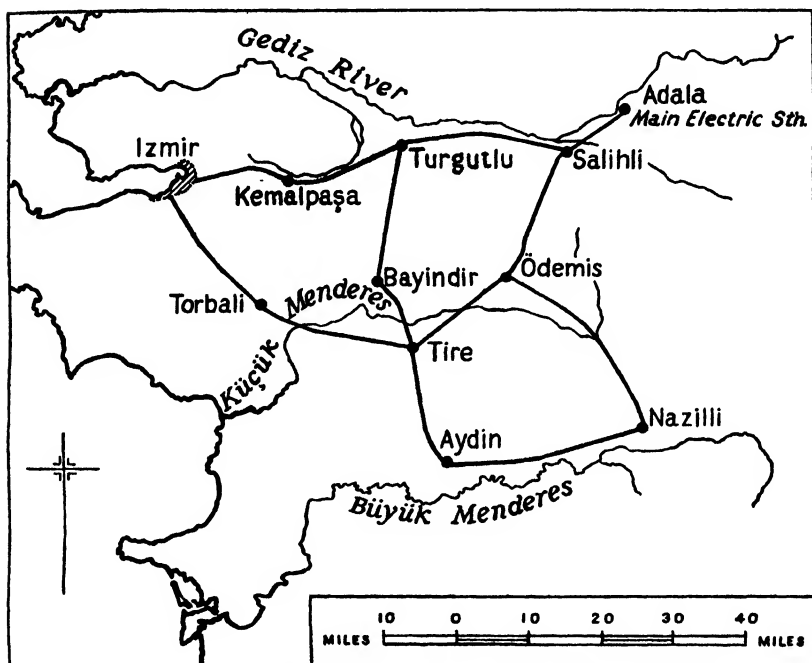 Gediz River
Adala
Main Electric Sth.
Izmir
Turgutlu
Salihli
Kemalpaşa
Bayindir
Ödemis
Torbali
Küçük Menderes
Tire
Nazilli
Aydin
Büyük Menderes
10 0 10 20 30 40
MILES MILES